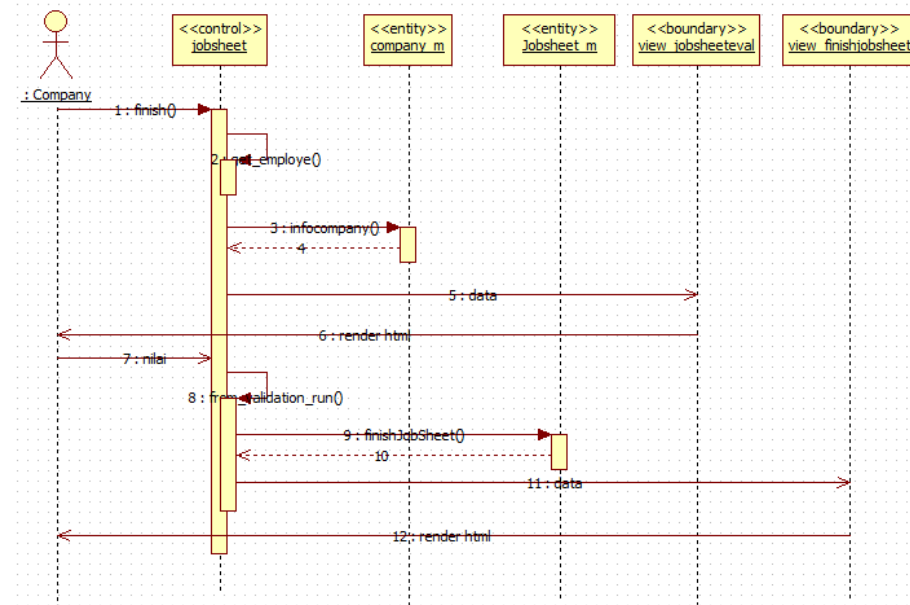 <<control>>
jobsheet
<<entity>>
company_m
<<entity>>
Jobsheet_m
<<boundary>>
view_jobsheeteval
<<boundary>>
view_finishjobsheet
: Company
1 : finish()
2 : get_employe()
3 : infocompany()
4
5 : data
6 : render html
7 : nilai
8 : from_validation_run()
9 : finishJobSheet()
10
11 : data
12 : render html